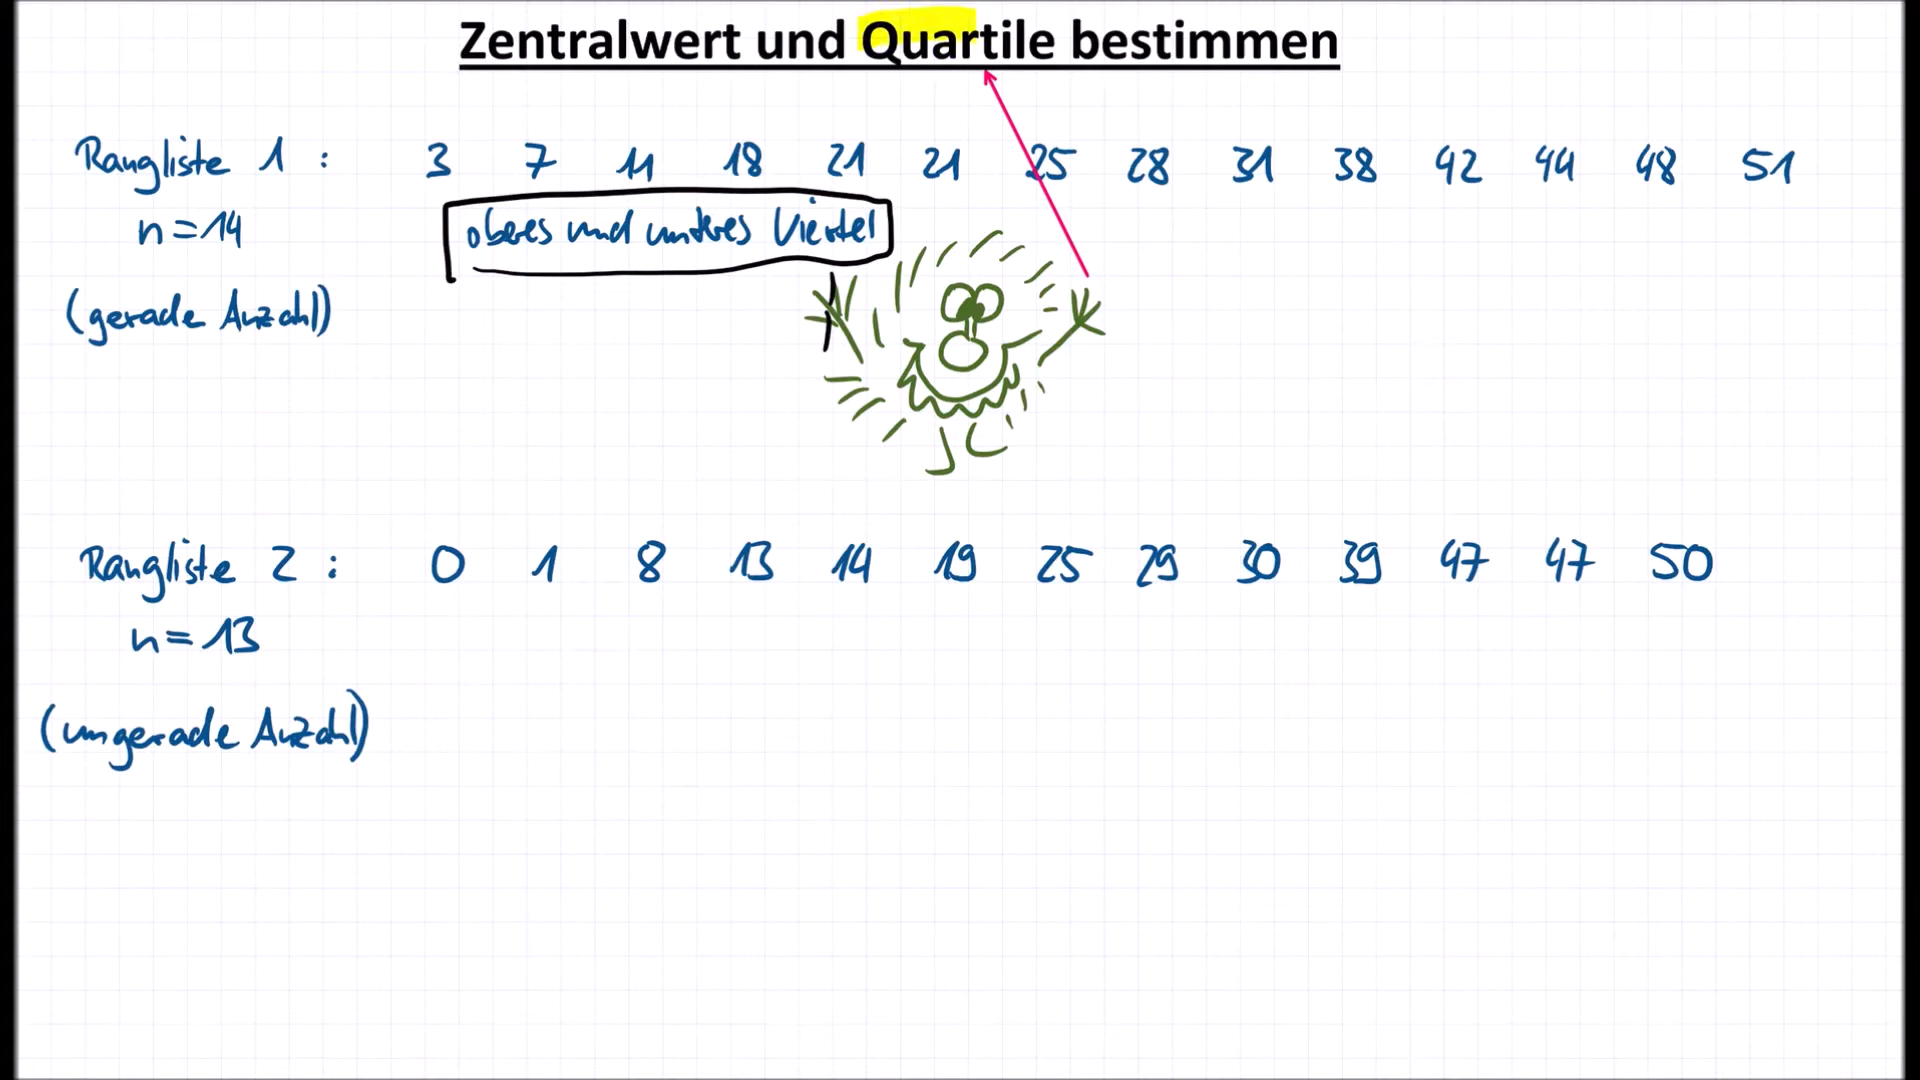 Zentralwert und Quartile bestimmen
Rangliste 1 : 3 7 11 18 21 21 25 28 31 38 42 44 48 51
n=14
oberes und unteres Viertel
(gerade Anzahl)
Rangliste 2 : 0 1 8 13 14 19 25 29 30 39 47 47 50
n=13
(ungerade Anzahl)